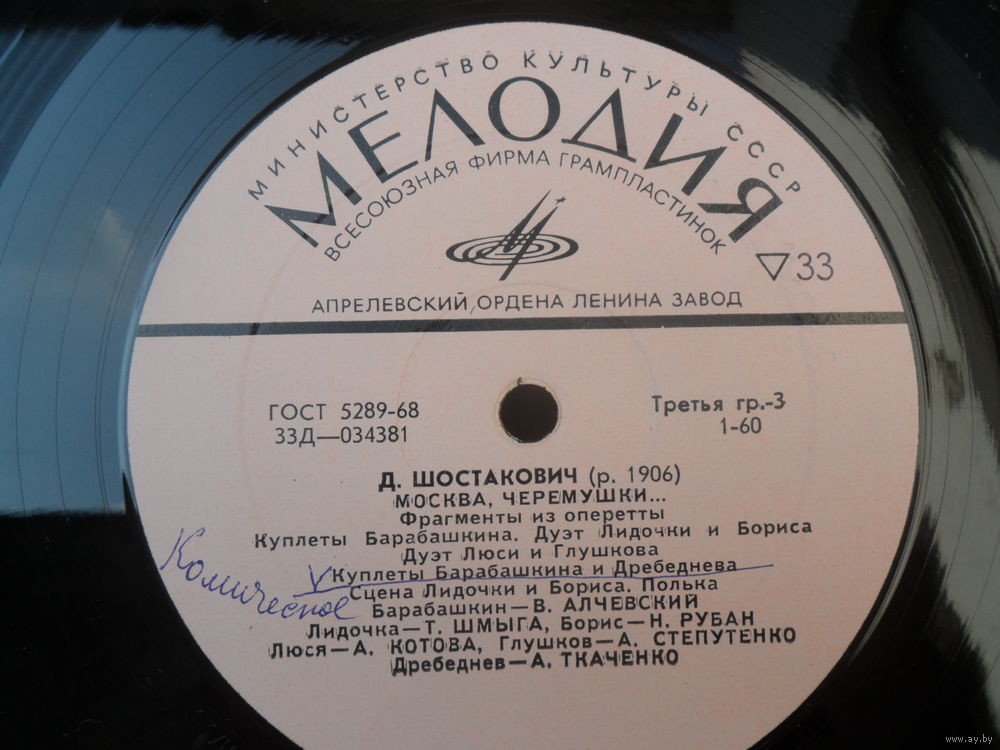 МИНИСТЕРСТВО КУЛЬТУРЫ СССР
МЕЛОДИЯ
ВСЕСОЮЗНАЯ ФИРМА ГРАМПЛАСТИНОК
▽33
АПРЕЛЕВСКИЙ ОРДЕНА ЛЕНИНА ЗАВОД
ГОСТ 5289-68
33Д—034381
Третья гр.-3
1-60
Д. ШОСТАКОВИЧ (р. 1906)
МОСКВА, ЧЕРЕМУШКИ...
Фрагменты из оперетты
Куплеты Барабашкина. Дуэт Лидочки и Бориса
Дуэт Люси и Глушкова
V Куплеты Барабашкина и Дребеднева
Комическое
Сцена Лидочки и Бориса. Полька
Барабашкин—В. АЛЧЕВСКИЙ
Лидочка—Т. ШМЫГА, Борис—Н. РУБАН
Люся—А. КОТОВА, Глушков—А. СТЕПУТЕНКО
Дребеднев—А. ТКАЧЕНКО
www.ay.by